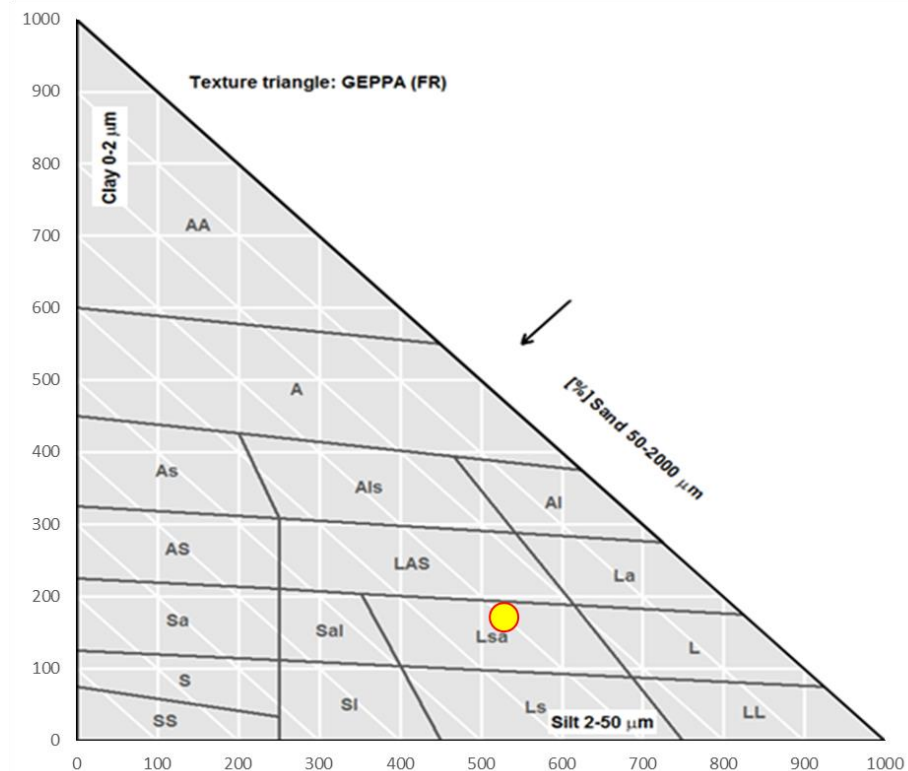 1000
Texture triangle: GEPPA (FR)
900
Clay 0-2 μm
800
AA
700
600
500
A
[%] Sand 50-2000 μm
400
As
Als
Al
300
AS
LAS
La
200
Sa
Sal
Lsa
L
100
S
Sl
Ls
LL
SS
Silt 2-50 μm
0
0 100 200 300 400 500 600 700 800 900 1000